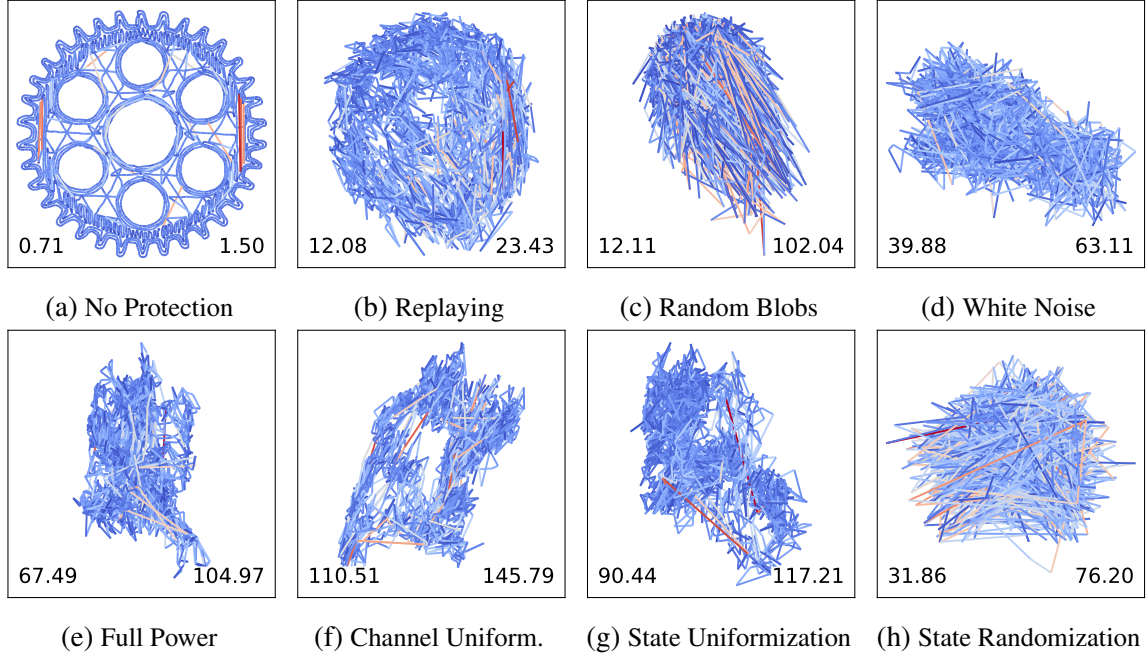 0.71 1.50
12.08 23.43
12.11 102.04
39.88 63.11
(a) No Protection
(b) Replaying
(c) Random Blobs
(d) White Noise
67.49 104.97
110.51 145.79
90.44 117.21
31.86 76.20
(e) Full Power
(f) Channel Uniform.
(g) State Uniformization
(h) State Randomization